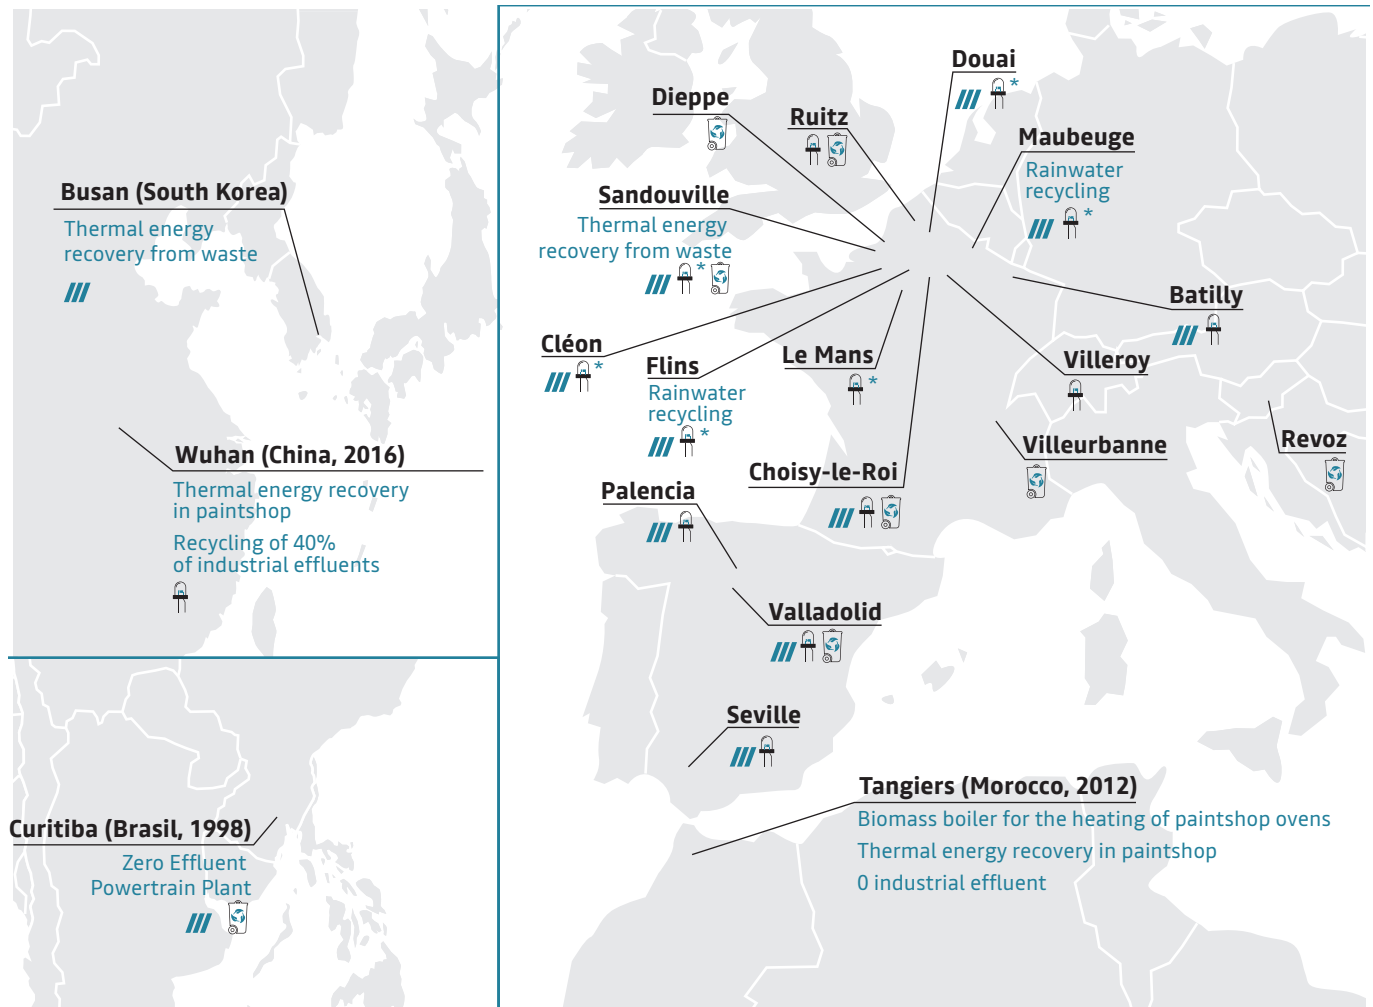 Busan (South Korea)
Thermal energy
recovery from waste
Wuhan (China, 2016)
Thermal energy recovery
in paintshop
Recycling of 40%
of industrial effluents
Curitiba (Brasil, 1998)
Zero Effluent
Powertrain Plant
Douai
*
Dieppe
Ruitz
Maubeuge
Rainwater
recycling
*
Sandouville
Thermal energy
recovery from waste
*
Batilly
Cléon
*
Flins
Rainwater
recycling
*
Le Mans
*
Villeroy
Villeurbanne
Revoz
Choisy-le-Roi
Palencia
Valladolid
Seville
Tangiers (Morocco, 2012)
Biomass boiler for the heating of paintshop ovens
Thermal energy recovery in paintshop
0 industrial effluent